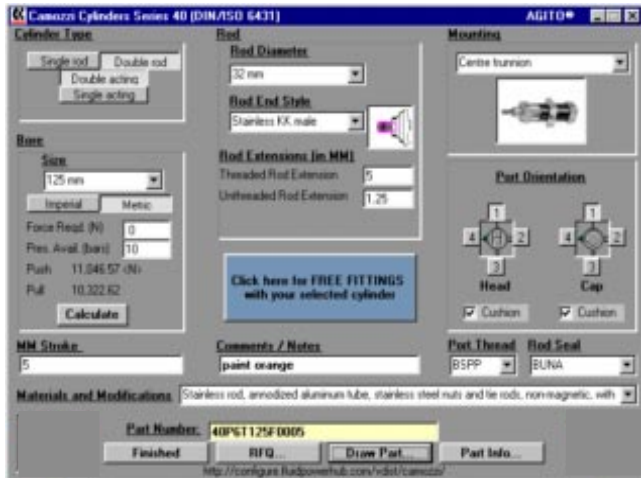 Camozzi Cylinders Series 40 (DIN/ISO 6431) AGITO®
Cylinder Type
Single rod Double rod
Double acting
Single acting
Bore
Size
125 mm
Imperial Metric
Force Reqd. (N) 0
Pres. Avail. (bars) 10
Push 11,046.57 <N>
Pull 10,322.62
Calculate
Rod
Rod Diameter
32 mm
Rod End Style
Stainless KK male
Rod Extensions (in MM)
Threaded Rod Extension 5
Unthreaded Rod Extension 1.25
Click here for FREE FITTINGS
with your selected cylinder
Mounting
Centre trunnion
Port Orientation
1 1
4 2 4 2
3 3
Head Cap
Cushion Cushion
MM Stroke Comments / Notes Port Thread Rod Seal
5 paint orange BSPP BUNA
Materials and Modifications Stainless rod, annodized aluminum tube, stainless steel nuts and tie rods, non-magnetic, with
Part Number: 40P6T125F0005
Finished RFQ... Draw Part... Part Info...
http://configure.fluidpowerhub.com/vdist/camozzi/